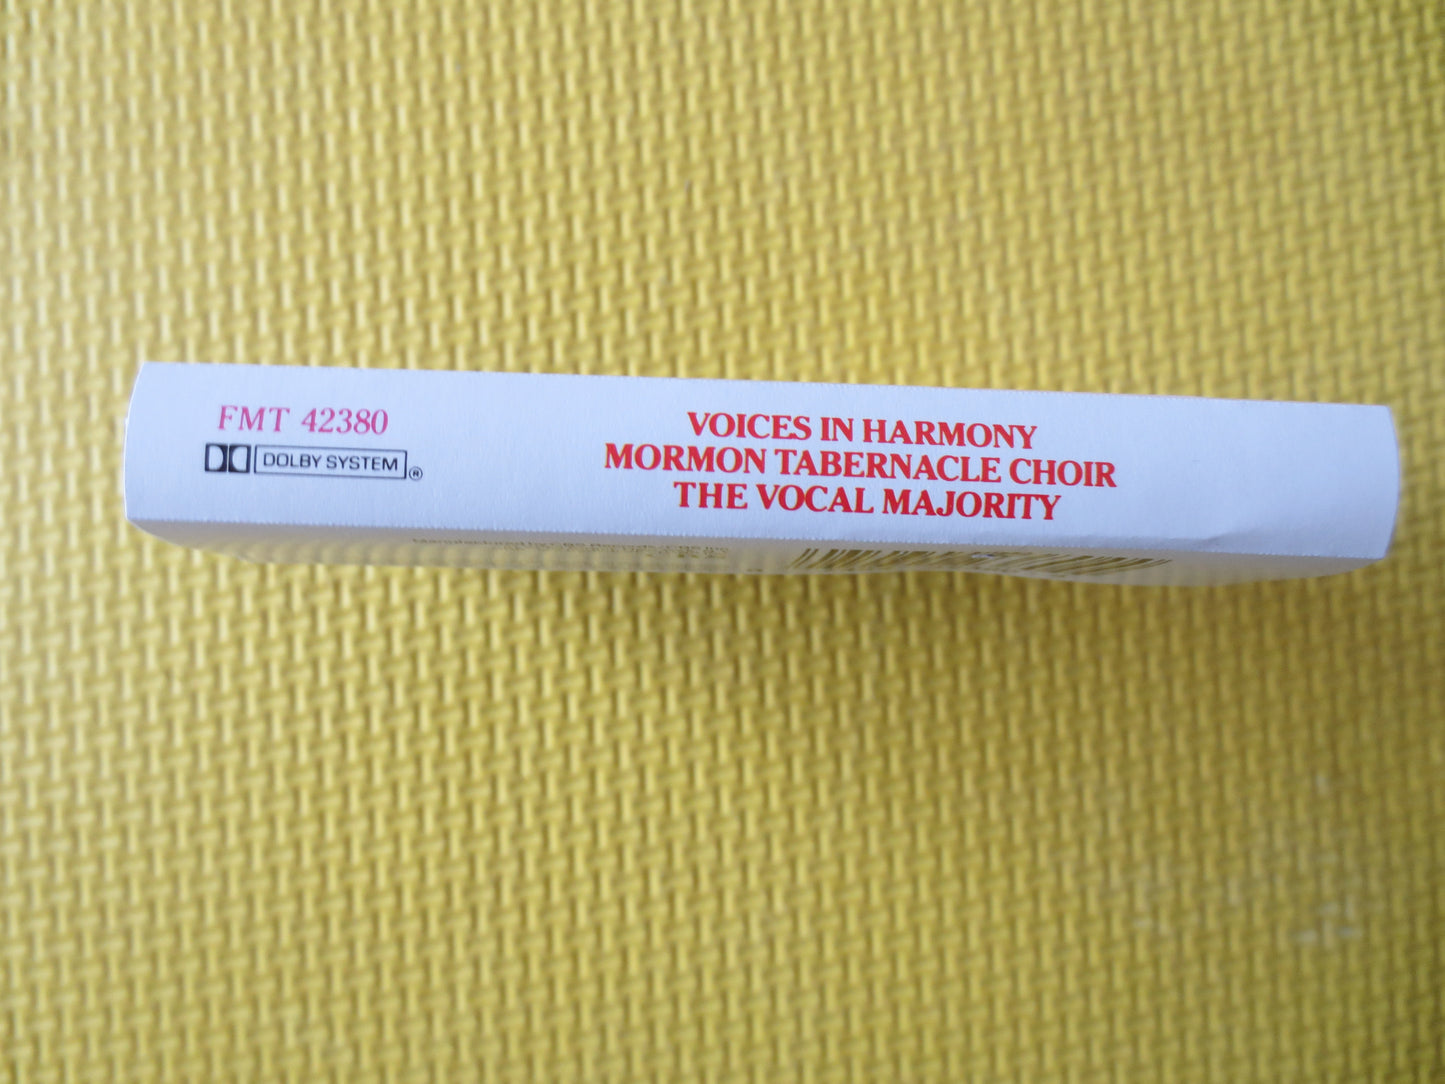 FMT 42380
DOLBY SYSTEM ®
VOICES IN HARMONY
MORMON TABERNACLE CHOIR
THE VOCAL MAJORITY